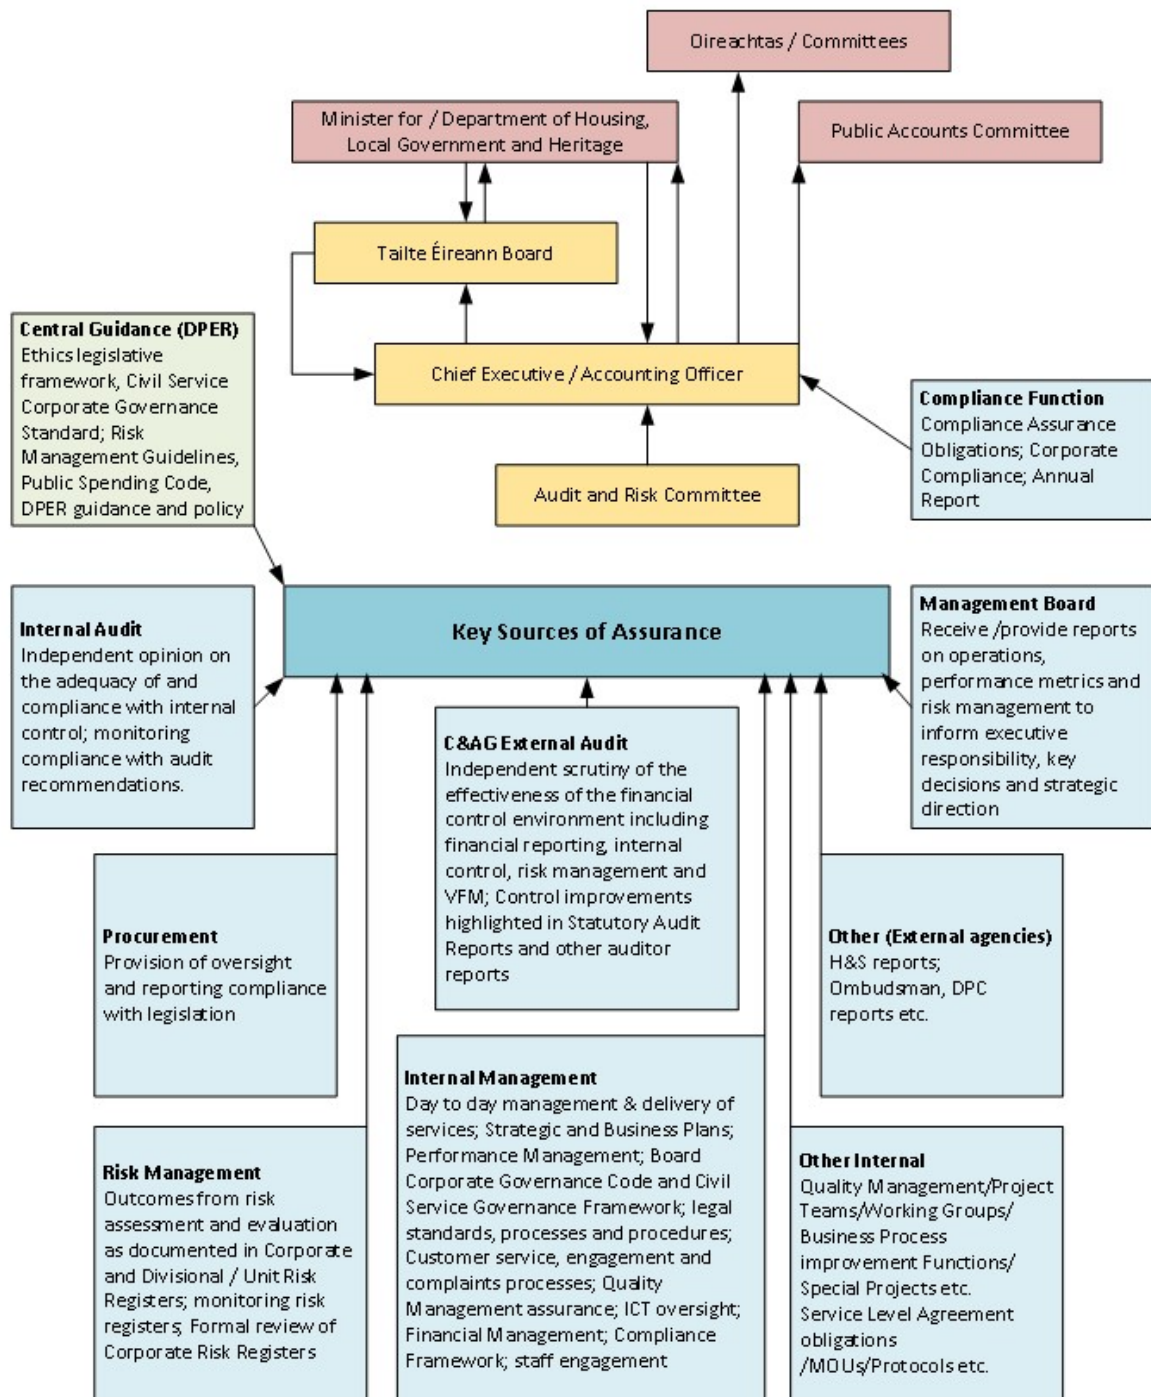 Oireachtas / Committees
Minister for / Department of Housing,
Local Government and Heritage
Public Accounts Committee
Tailte Éireann Board
Chief Executive / Accounting Officer
Audit and Risk Committee
Central Guidance (DPER)
Ethics legislative
framework, Civil Service
Corporate Governance
Standard; Risk
Management Guidelines,
Public Spending Code,
DPER guidance and policy
Compliance Function
Compliance Assurance
Obligations; Corporate
Compliance; Annual
Report
Key Sources of Assurance
Internal Audit
Independent opinion on
the adequacy of and
compliance with internal
control; monitoring
compliance with audit
recommendations.
Management Board
Receive /provide reports
on operations,
performance metrics and
risk management to
inform executive
responsibility, key
decisions and strategic
direction
C&AG External Audit
Independent scrutiny of the
effectiveness of the financial
control environment including
financial reporting, internal
control, risk management and
VFM; Control improvements
highlighted in Statutory Audit
Reports and other auditor
reports
Procurement
Provision of oversight
and reporting compliance
with legislation
Other (External agencies)
H&S reports;
Ombudsman, DPC
reports etc.
Risk Management
Outcomes from risk
assessment and evaluation
as documented in Corporate
and Divisional / Unit Risk
Registers; monitoring risk
registers, Formal review of
Corporate Risk Registers
Internal Management
Day to day management & delivery of
services; Strategic and Business Plans;
Performance Management; Board
Corporate Governance Code and Civil
Service Governance Framework; legal
standards, processes and procedures;
Customer service, engagement and
complaints processes; Quality
Management assurance; ICT oversight;
Financial Management; Compliance
Framework; staff engagement
Other Internal
Quality Management/Project
Teams/Working Groups/
Business Process
improvement Functions/
Special Projects etc.
Service Level Agreement
obligations
/MOUs/Protocols etc.